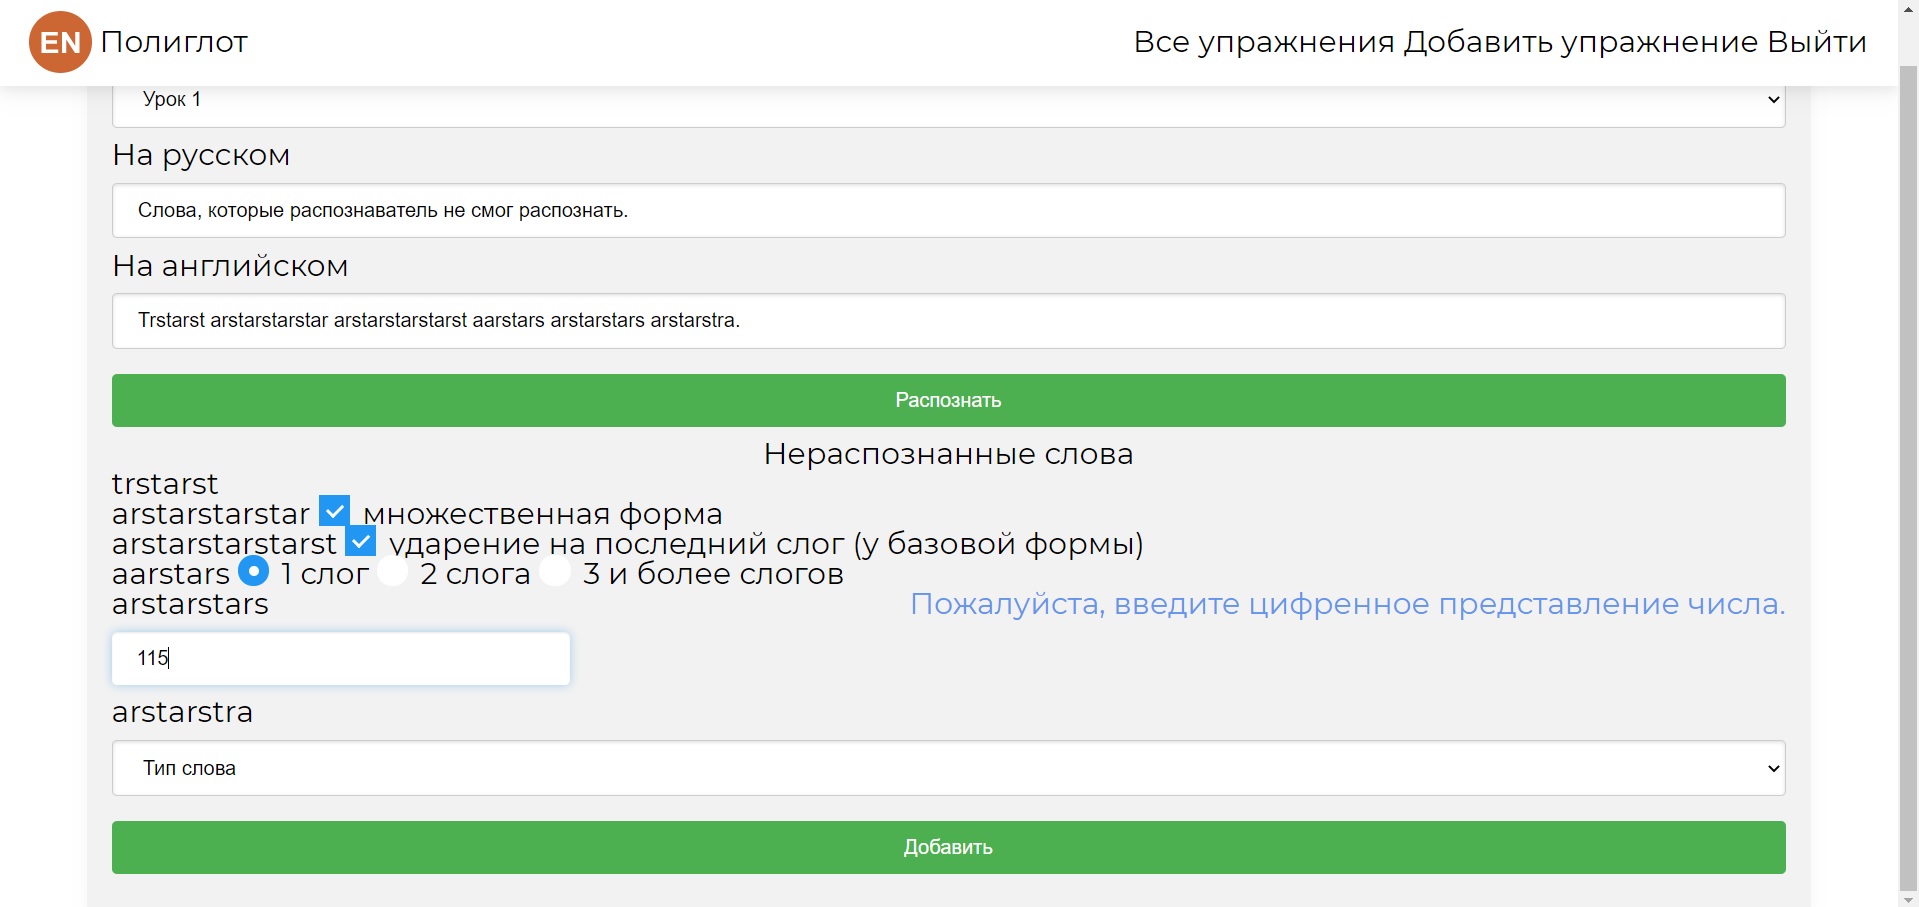 EN Полиглот Все упражнения Добавить упражнение Выйти
Урок 1
На русском
Слова, которые распознаватель не смог распознать.
На английском
Trstarst arstarstarstar arstarstarstarst aarstars arstarstars arstarstra.
Распознать
Нераспознанные слова
trstarst
arstarstarstar множественная форма
arstarstarstarst ударение на последний слог (у базовой формы)
aarstars 1 слог 2 слога 3 и более слогов
arstarstars Пожалуйста, введите цифренное представление числа.
115
arstarstra
Тип слова
Добавить